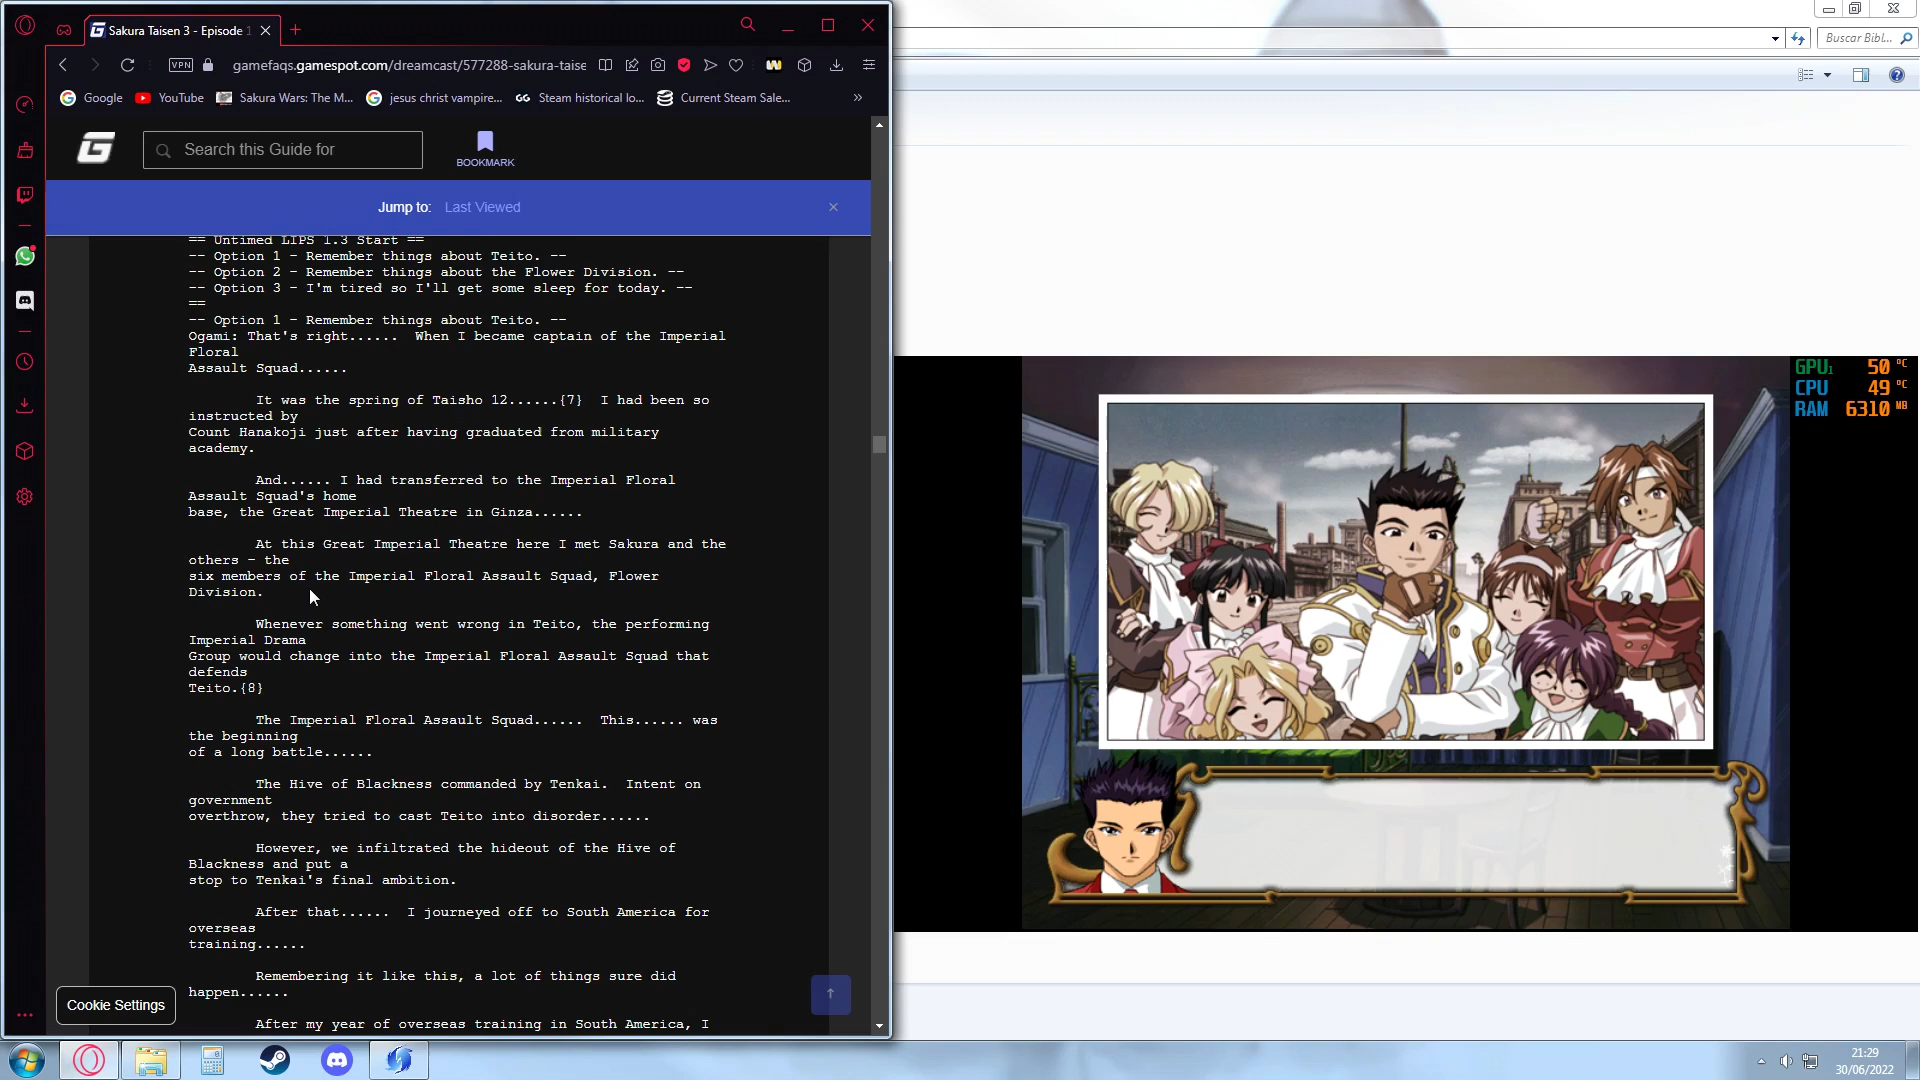 Sakura Taisen 3 - Episode 1
VPN
gamefaqs.gamespot.com/dreamcast/577288-sakura-taise
Google
YouTube
Sakura Wars: The M...
jesus christ vampire...
GG
Steam historical lo...
Current Steam Sale...
Search this Guide for
BOOKMARK
Jump to: Last Viewed
== Untimed LIPS 1.3 Start ==
-- Option 1 - Remember things about Teito. --
-- Option 2 - Remember things about the Flower Division. --
-- Option 3 - I'm tired so I'll get some sleep for today. --
==
-- Option 1 - Remember things about Teito. --
Ogami: That's right...... When I became captain of the Imperial
Floral
Assault Squad......
It was the spring of Taisho 12......{7} I had been so
instructed by
Count Hanakoji just after having graduated from military
academy.
And...... I had transferred to the Imperial Floral
Assault Squad's home
base, the Great Imperial Theatre in Ginza......
At this Great Imperial Theatre here I met Sakura and the
others - the
six members of the Imperial Floral Assault Squad, Flower
Division.
Whenever something went wrong in Teito, the performing
Imperial Drama
Group would change into the Imperial Floral Assault Squad that
defends
Teito.{8}
The Imperial Floral Assault Squad...... This...... was
the beginning
of a long battle......
The Hive of Blackness commanded by Tenkai. Intent on
government
overthrow, they tried to cast Teito into disorder......
However, we infiltrated the hideout of the Hive of
Blackness and put a
stop to Tenkai's final ambition.
After that...... I journeyed off to South America for
overseas
training......
Remembering it like this, a lot of things sure did
happen......
After my year of overseas training in South America, I
Cookie Settings
Buscar Bibl...
GPU1 50 °C
CPU 49 °C
RAM 6310 MB
21:29
30/06/2022